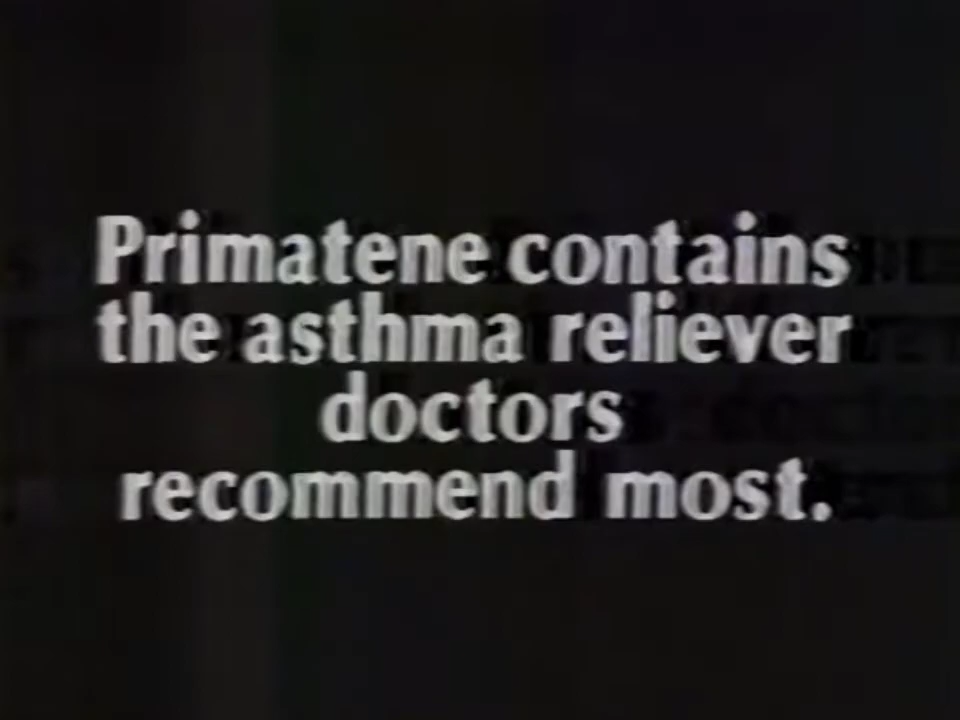 Primatene contains
the asthma reliever
doctors
recommend most.